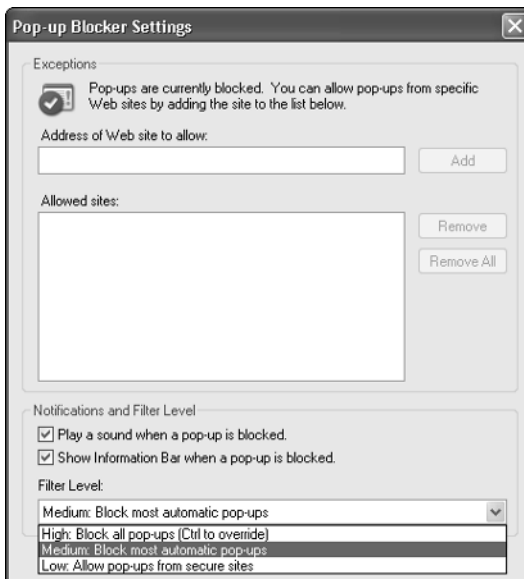 Pop-up Blocker Settings
Exceptions
Pop-ups are currently blocked. You can allow pop-ups from specific
Web sites by adding the site to the list below.
Address of Web site to allow:
Add
Allowed sites:
Remove
Remove All
Notifications and Filter Level
Play a sound when a pop-up is blocked.
Show Information Bar when a pop-up is blocked.
Filter Level:
Medium: Block most automatic pop-ups
High: Block all pop-ups (Ctrl to override)
Medium: Block most automatic pop-ups
Low: Allow pop-ups from secure sites